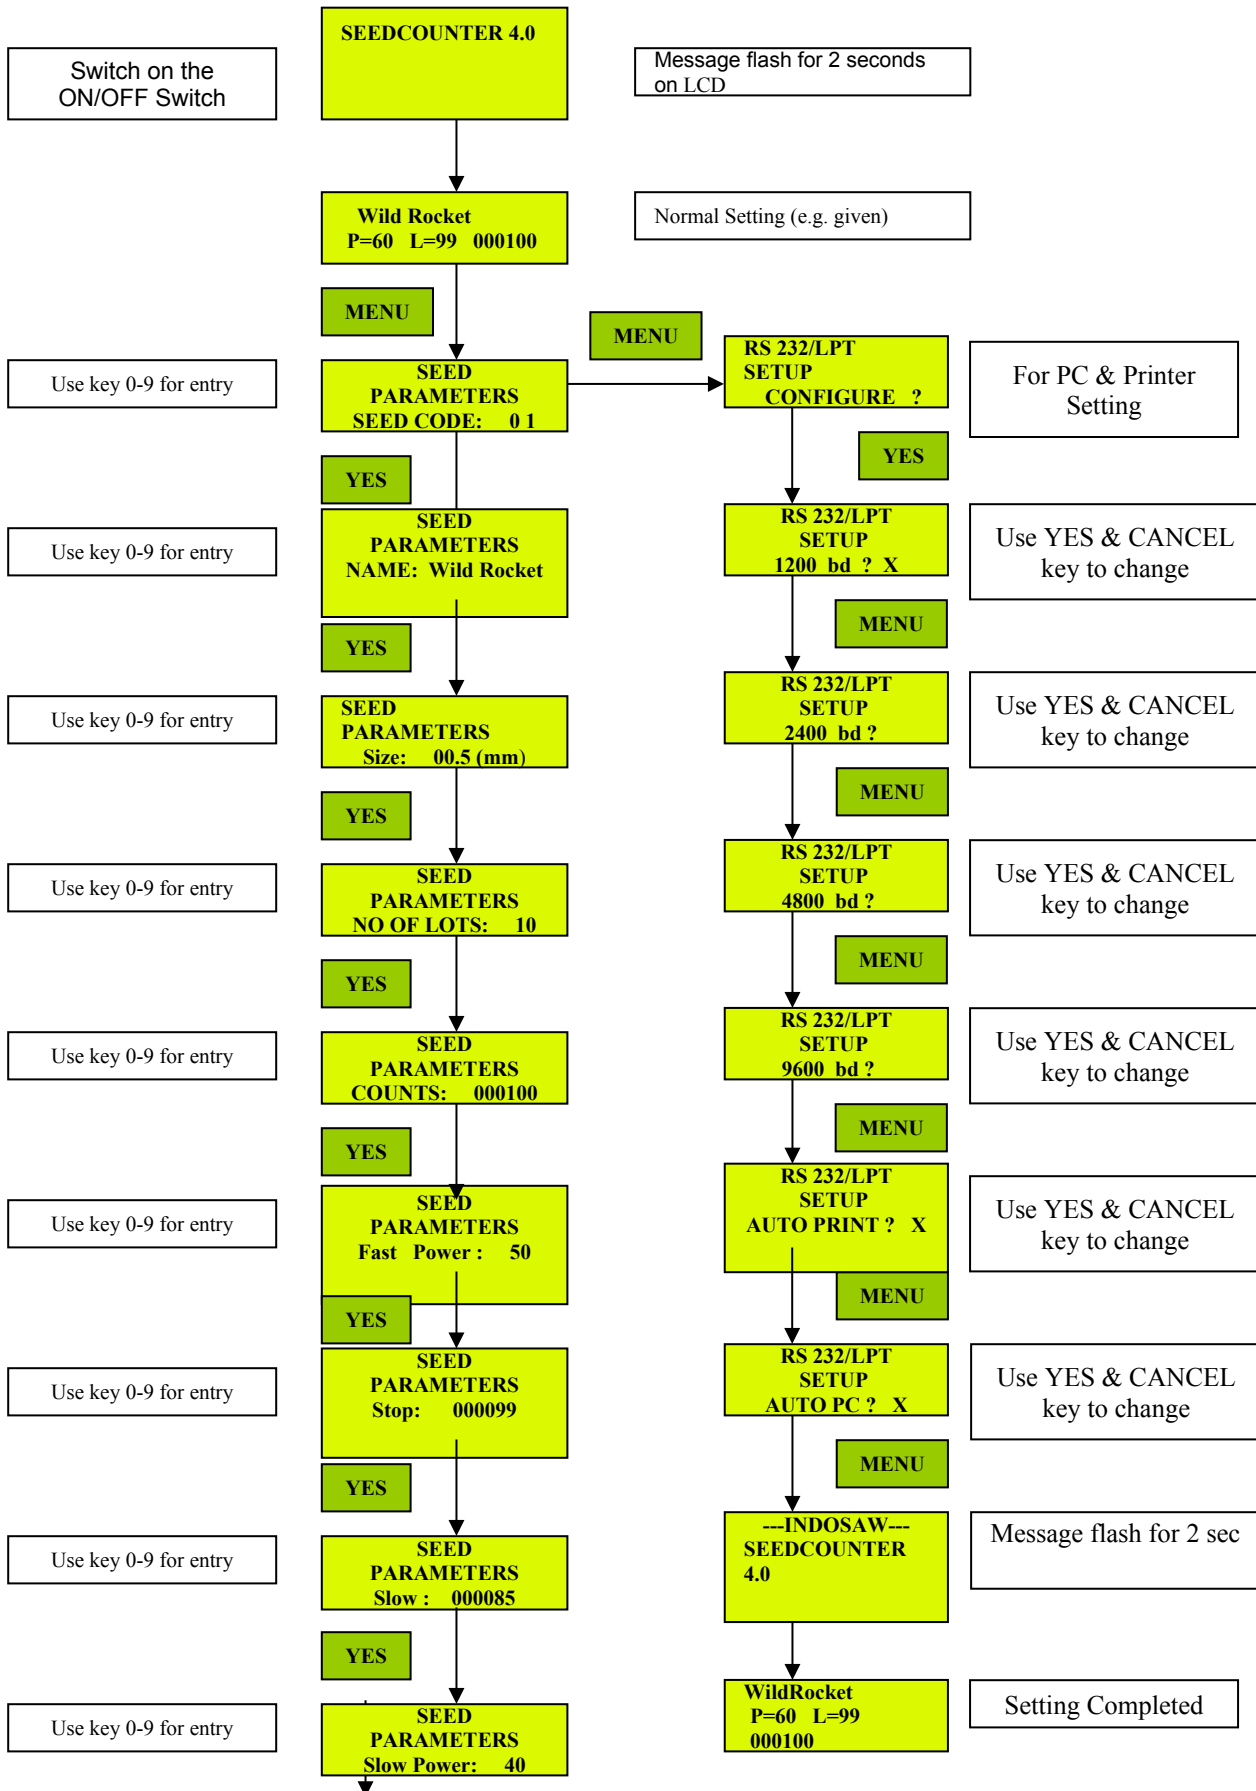 SEEDCOUNTER 4.0
Switch on the
ON/OFF Switch
Message flash for 2 seconds
on LCD
Wild Rocket
P=60 L=99 000100
Normal Setting (e.g. given)
MENU
MENU
Use key 0-9 for entry
SEED
PARAMETERS
SEED CODE: 0 1
RS 232/LPT
SETUP
CONFIGURE ?
For PC & Printer
Setting
YES
YES
Use key 0-9 for entry
SEED
PARAMETERS
NAME: Wild Rocket
RS 232/LPT
SETUP
1200 bd ? X
Use YES & CANCEL
key to change
YES
MENU
Use key 0-9 for entry
SEED
PARAMETERS
Size: 00.5 (mm)
RS 232/LPT
SETUP
2400 bd ?
Use YES & CANCEL
key to change
YES
MENU
Use key 0-9 for entry
SEED
PARAMETERS
NO OF LOTS: 10
RS 232/LPT
SETUP
4800 bd ?
Use YES & CANCEL
key to change
YES
MENU
Use key 0-9 for entry
SEED
PARAMETERS
COUNTS: 000100
RS 232/LPT
SETUP
9600 bd ?
Use YES & CANCEL
key to change
YES
MENU
Use key 0-9 for entry
SEED
PARAMETERS
Fast Power : 50
RS 232/LPT
SETUP
AUTO PRINT ? X
Use YES & CANCEL
key to change
YES
MENU
Use key 0-9 for entry
SEED
PARAMETERS
Stop: 000099
RS 232/LPT
SETUP
AUTO PC ? X
Use YES & CANCEL
key to change
YES
MENU
Use key 0-9 for entry
SEED
PARAMETERS
Slow : 000085
---INDOSAW---
SEEDCOUNTER
4.0
Message flash for 2 sec
YES
Use key 0-9 for entry
SEED
PARAMETERS
Slow Power: 40
WildRocket
P=60 L=99
000100
Setting Completed